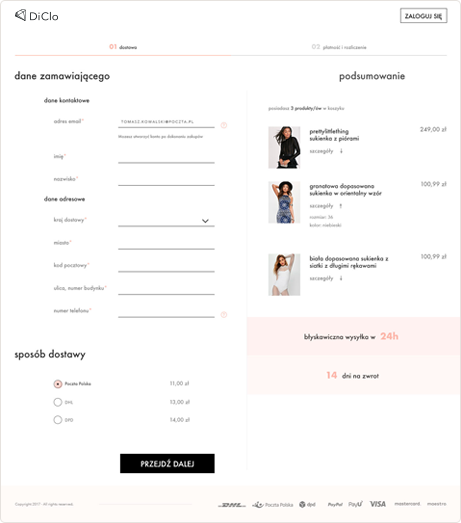 DiClo
ZALOGUJ SIĘ
01 dostawa
02 płatność i rozliczenie
dane zamawiającego
dane kontaktowe
adres email*
TOMASZ.KOWALSKI@POCZTA.PL
Możesz utworzyć konto po dokonaniu zakupów
imię*
nazwisko*
dane adresowe
kraj dostawy*
miasto*
kod pocztowy*
ulica, numer budynku*
numer telefonu*
sposób dostawy
Poczta Polska 11,00 zł
DHL 13,00 zł
DPD 14,00 zł
PRZEJDŹ DALEJ
podsumowanie
posiadasz 3 produkty/ów w koszyku
prettylittlething
sukienka z piórami
249,00 zł
szczegóły
granatowa dopasowana
sukienka w orientalny wzór
100,99 zł
szczegóły
rozmiar: 36
kolor: niebieski
biała dopasowana sukienka z
siatki z długimi rękawami
100,99 zł
szczegóły
błyskawiczna wysyłka w 24h
14 dni na zwrot
Copyright 2017 - All rights reserved.
DHL
Poczta Polska
dpd
PayPal
PayU
VISA
mastercard
maestro